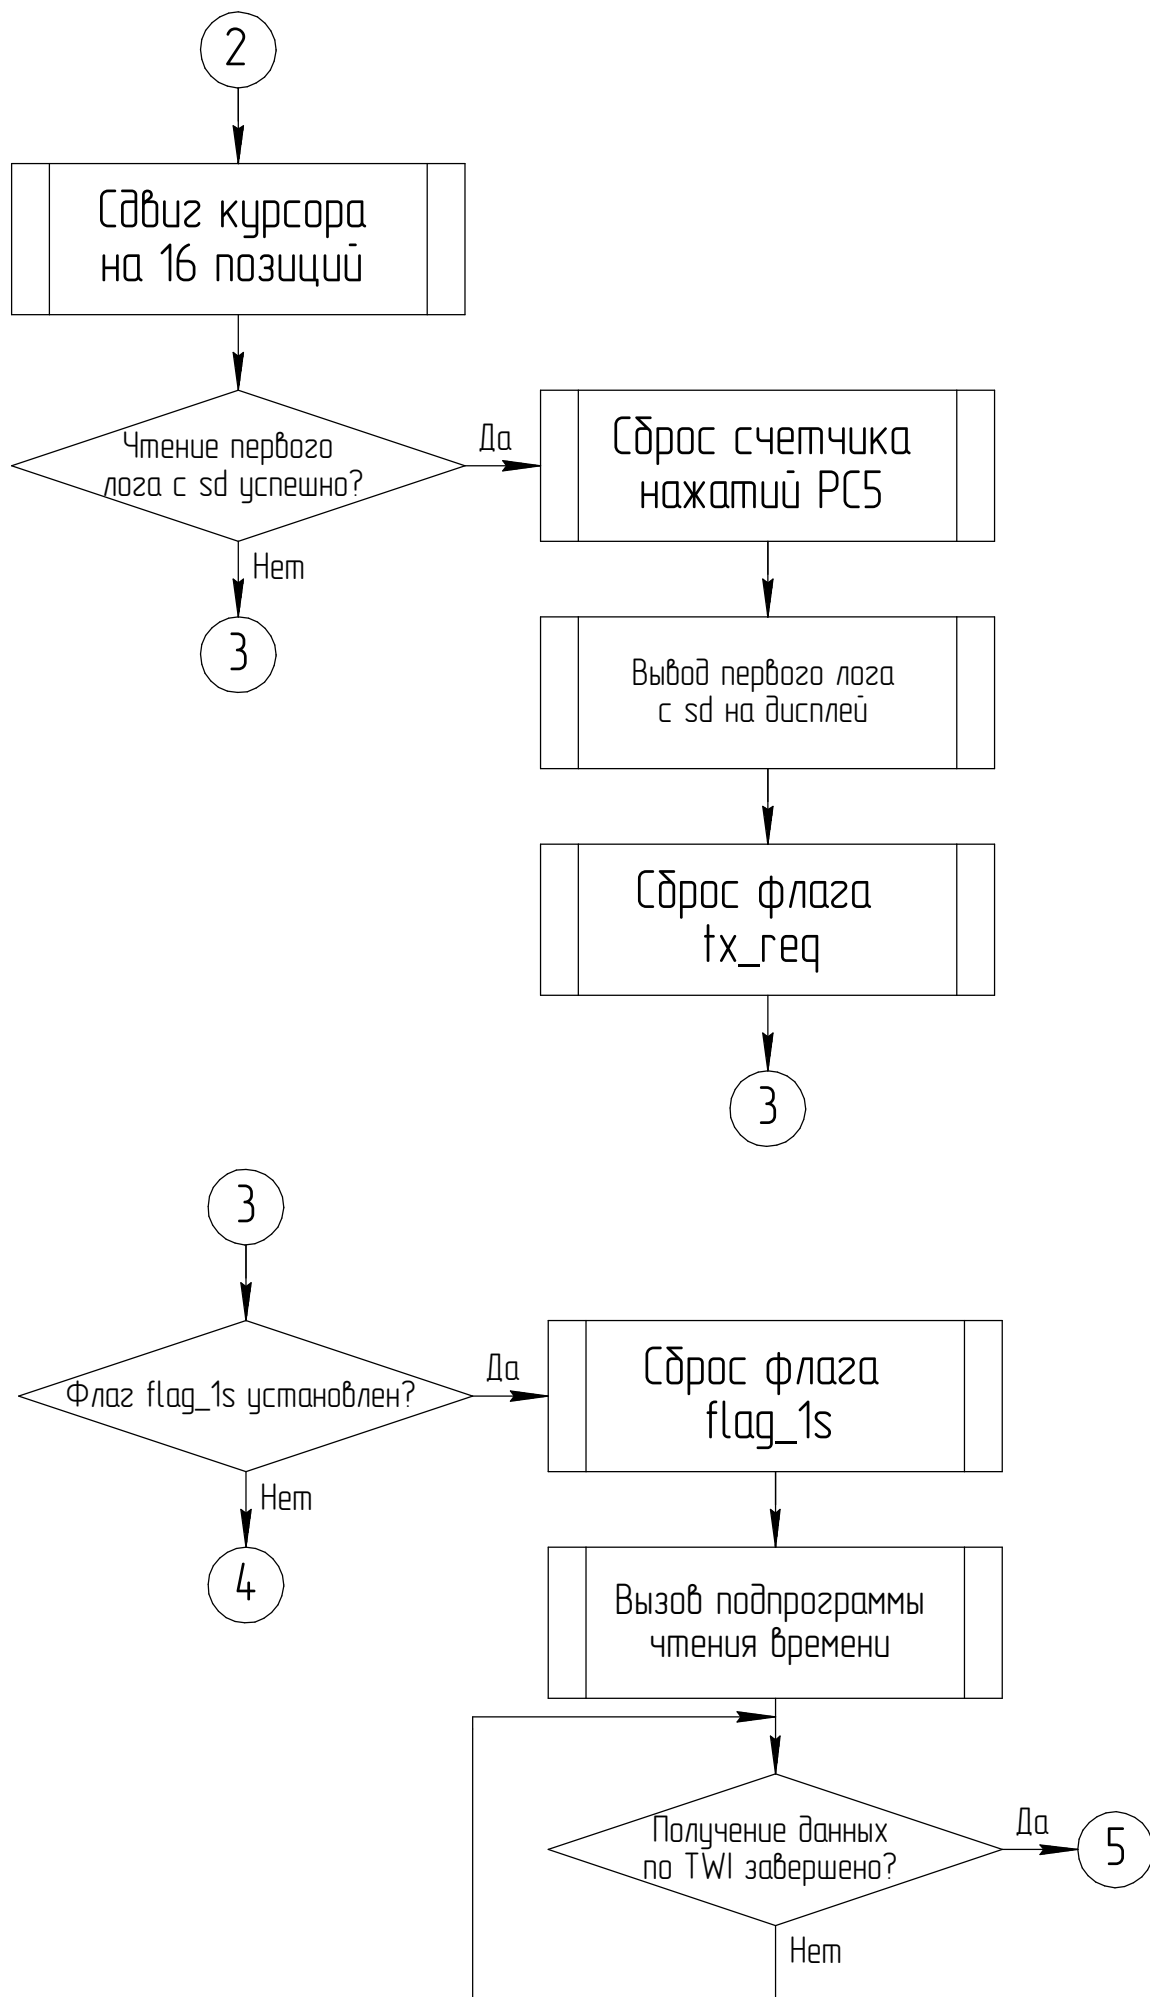 2
Сдвиг курсора
на 16 позиций
Чтение первого
лога с sd успешно?
Да
Сброс счетчика
нажатий PC5
Нет
3
Вывод первого лога
с sd на дисплей
Сброс флага
tx_req
3
3
Флаг flag_1s установлен?
Да
Сброс флага
flag_1s
Нет
4
Вызов подпрограммы
чтения времени
Получение данных
по TWI завершено?
Да
5
Нет